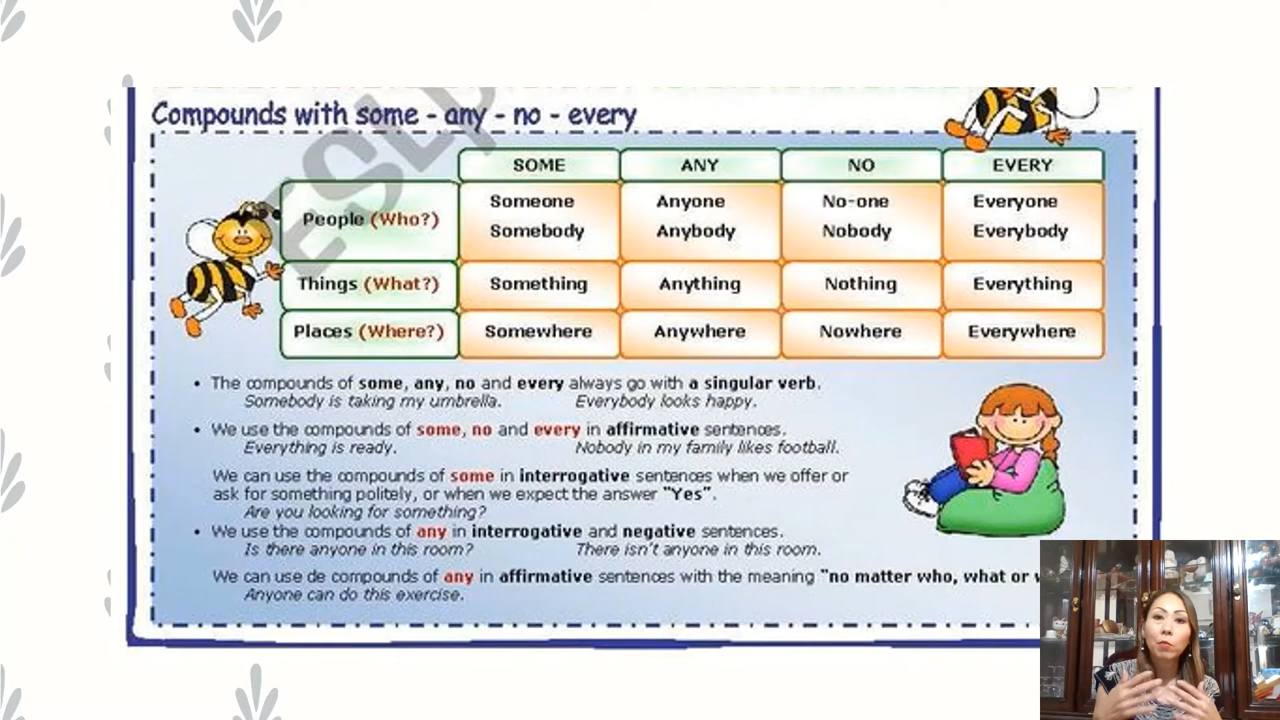 Compounds with some - any - no - every
SOME ANY NO EVERY
People (Who?) Someone Anyone No-one Everyone
Somebody Anybody Nobody Everybody
Things (What?) Something Anything Nothing Everything
Places (Where?) Somewhere Anywhere Nowhere Everywhere
• The compounds of some, any, no and every always go with a singular verb.
Somebody is taking my umbrella. Everybody looks happy.
• We use the compounds of some, no and every in affirmative sentences.
Everything is ready. Nobody in my family likes football.
We can use the compounds of some in interrogative sentences when we offer or
ask for something politely, or when we expect the answer "Yes".
Are you looking for something?
• We use the compounds of any in interrogative and negative sentences.
Is there anyone in this room? There isn't anyone in this room.
We can use de compounds of any in affirmative sentences with the meaning "no matter who, what or
Anyone can do this exercise.